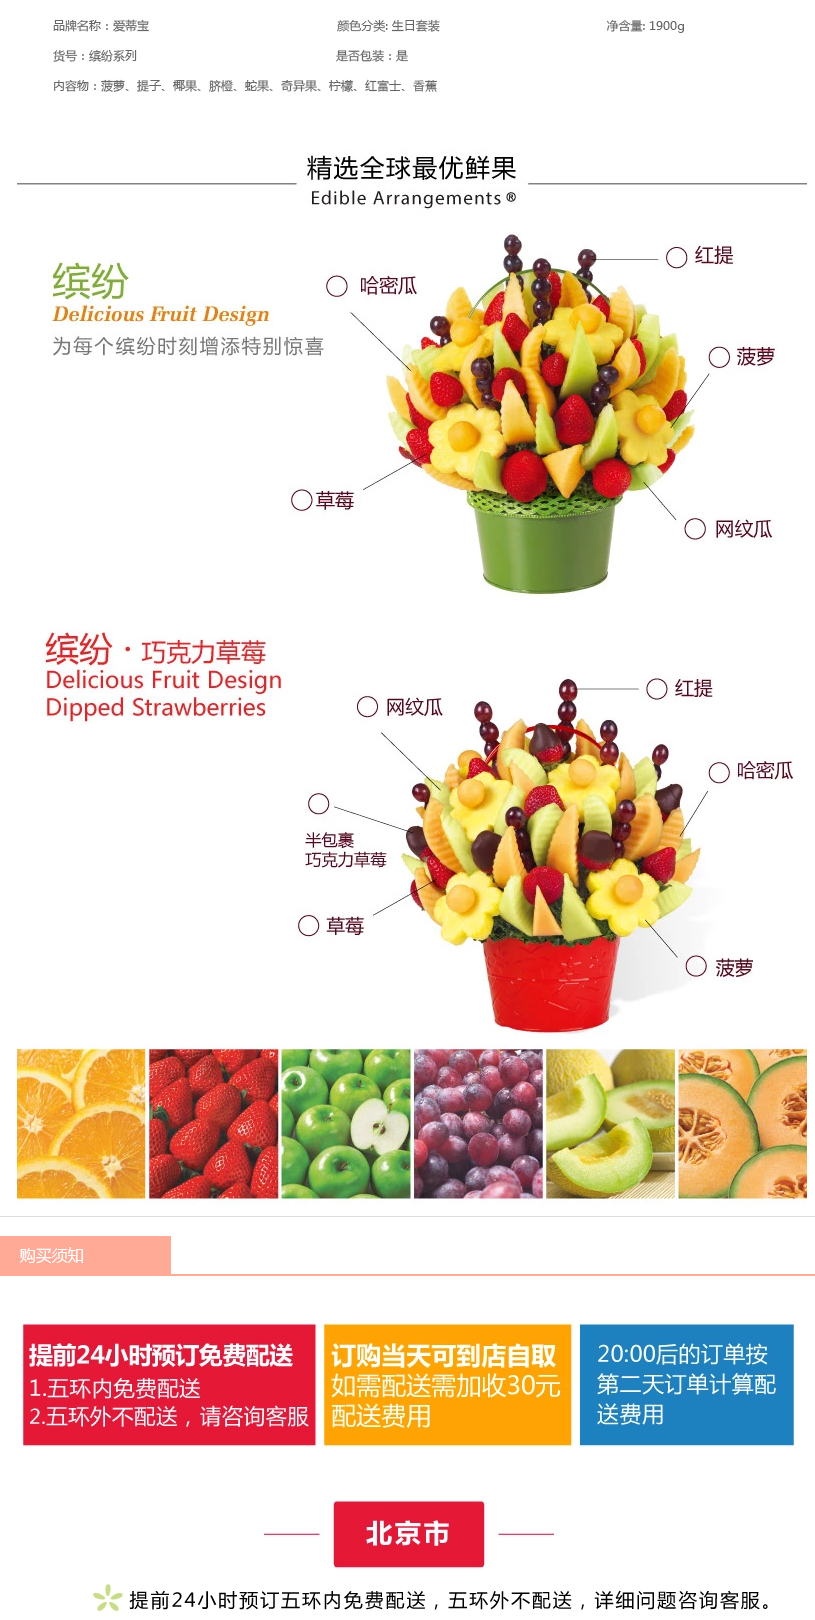 品牌名称：爱蒂宝
颜色分类: 生日套装
净含量: 1900g
货号：缤纷系列
是否包装：是
内容物：菠萝、提子、椰果、脐橙、蛇果、奇异果、柠檬、红富士、香蕉
精选全球最优鲜果
Edible Arrangements ®
缤纷
Delicious Fruit Design
为每个缤纷时刻增添特别惊喜
红提
哈密瓜
菠萝
草莓
网纹瓜
缤纷·巧克力草莓
Delicious Fruit Design
Dipped Strawberries
红提
网纹瓜
哈密瓜
半包裹
巧克力草莓
草莓
菠萝
购买须知
提前24小时预订免费配送
1.五环内免费配送
2.五环外不配送，请咨询客服
订购当天可到店自取
如需配送需加收30元
配送费用
20:00后的订单按
第二天订单计算配
送费用
北京市
提前24小时预订五环内免费配送，五环外不配送，详细问题咨询客服。